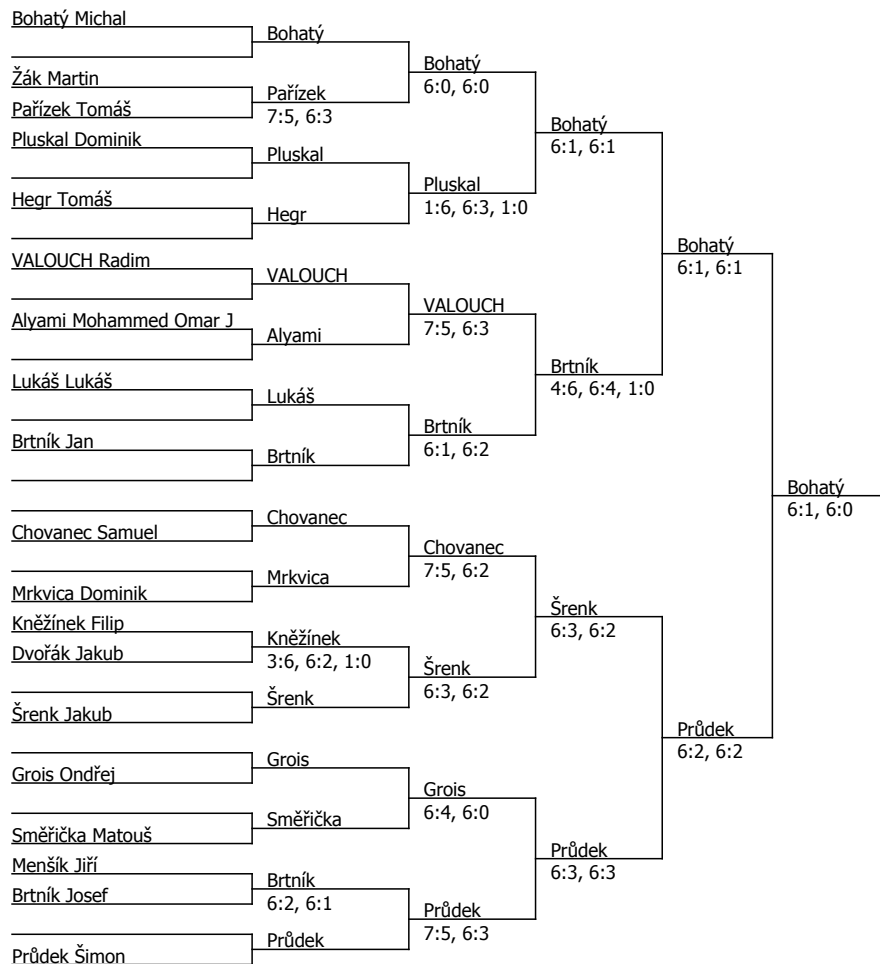 Bohatý Michal
Bohatý
Bohatý
6:0, 6:0
Žák Martin
Pařízek
Pařízek Tomáš
7:5, 6:3
Bohatý
6:1, 6:1
Pluskal Dominik
Pluskal
Pluskal
1:6, 6:3, 1:0
Hegr Tomáš
Hegr
Bohatý
6:1, 6:1
VALOUCH Radim
VALOUCH
VALOUCH
7:5, 6:3
Alyami Mohammed Omar J
Alyami
Brtník
4:6, 6:4, 1:0
Lukáš Lukáš
Lukáš
Brtník
6:1, 6:2
Brtník Jan
Brtník
Bohatý
6:1, 6:0
Chovanec
Chovanec Samuel
Chovanec
7:5, 6:2
Mrkvica
Mrkvica Dominik
Šrenk
6:3, 6:2
Kněžínek Filip
Kněžínek
Dvořák Jakub
3:6, 6:2, 1:0
Šrenk
6:3, 6:2
Šrenk
Šrenk Jakub
Průdek
6:2, 6:2
Grois
Grois Ondřej
Grois
6:4, 6:0
Směřička
Směřička Matouš
Průdek
6:3, 6:3
Menšík Jiří
Brtník
Brtník Josef
6:2, 6:1
Průdek
7:5, 6:3
Průdek
Průdek Šimon